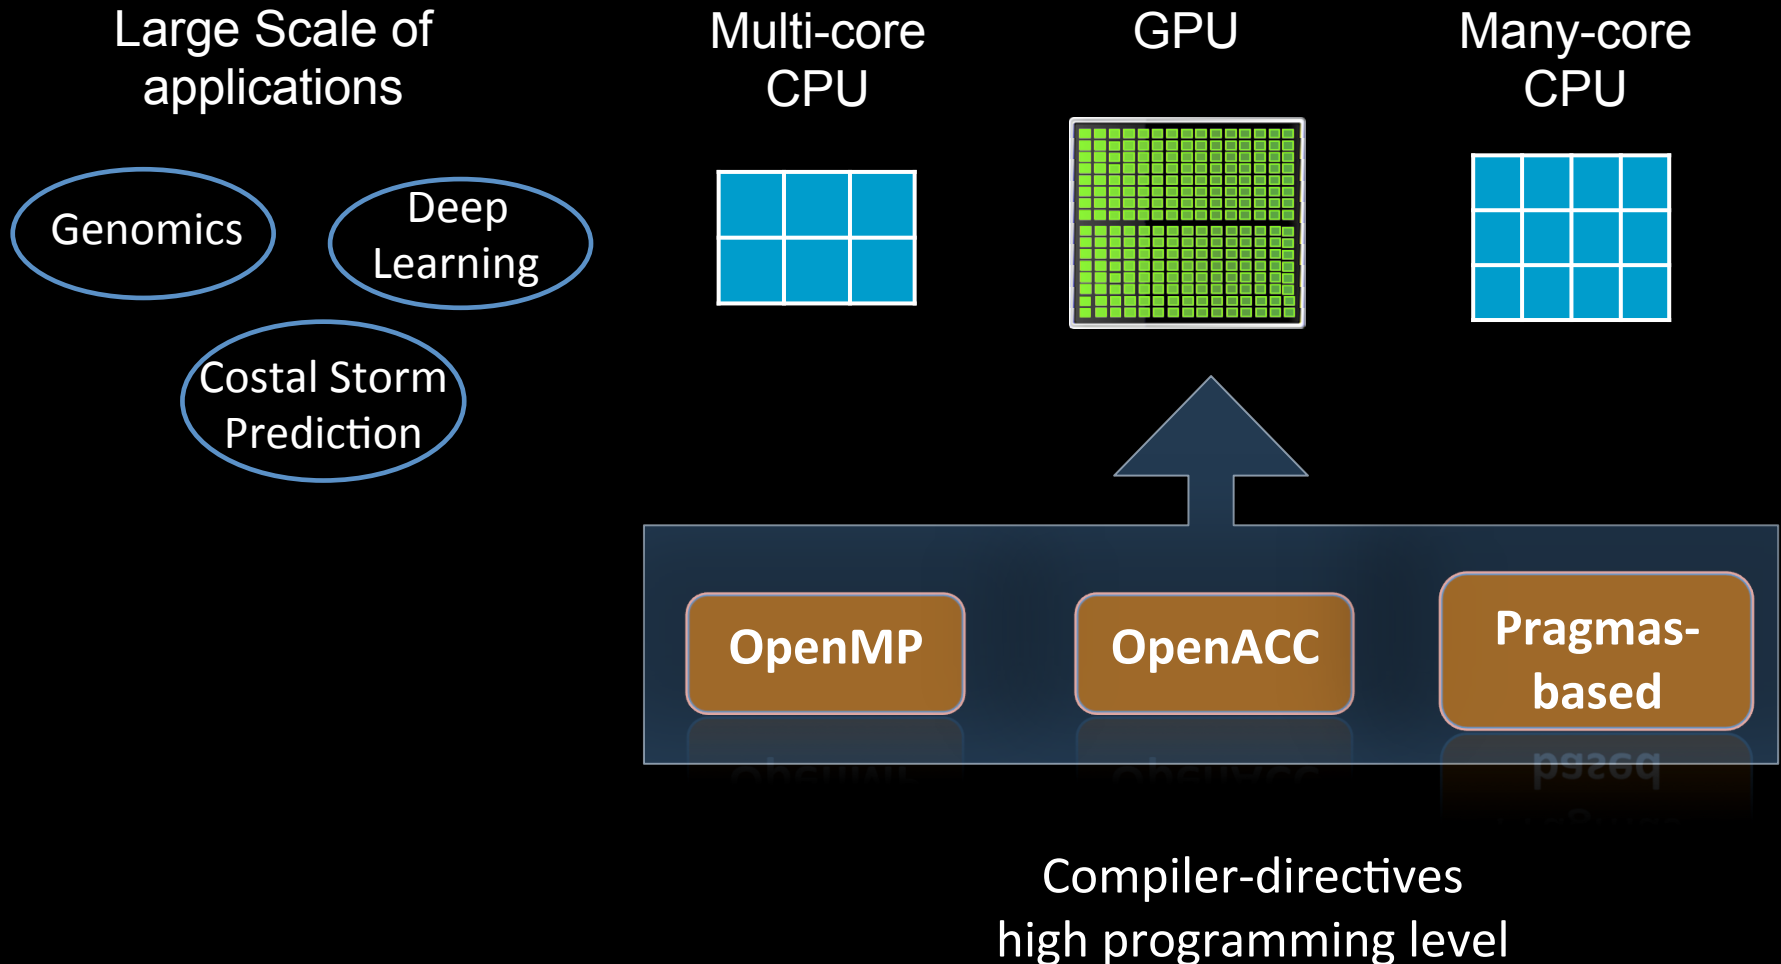 Large Scale of
applications
Multi-core
CPU
GPU
Many-core
CPU
Genomics
Deep
Learning
Costal Storm
Prediction
OpenMP
OpenACC
Pragmas-
based
Compiler-directives
high programming level